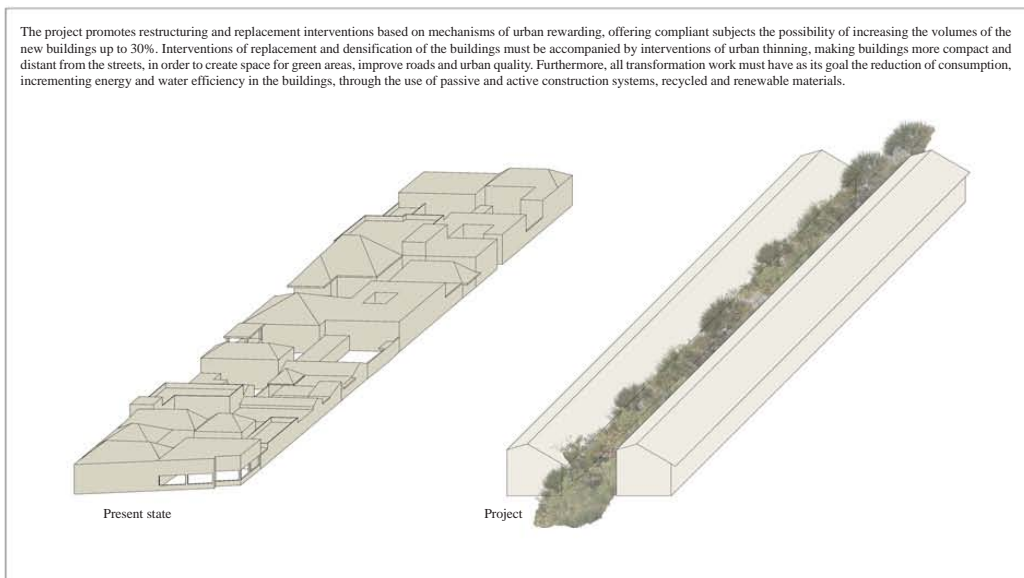 The project promotes restructuring and replacement interventions based on mechanisms of urban rewarding, offering compliant subjects the possibility of increasing the volumes of the
new buildings up to 30%. Interventions of replacement and densification of the buildings must be accompanied by interventions of urban thinning, making buildings more compact and
distant from the streets, in order to create space for green areas, improve roads and urban quality. Furthermore, all transformation work must have as its goal the reduction of consumption,
incrementing energy and water efficiency in the buildings, through the use of passive and active construction systems, recycled and renewable materials.
Present state
Project